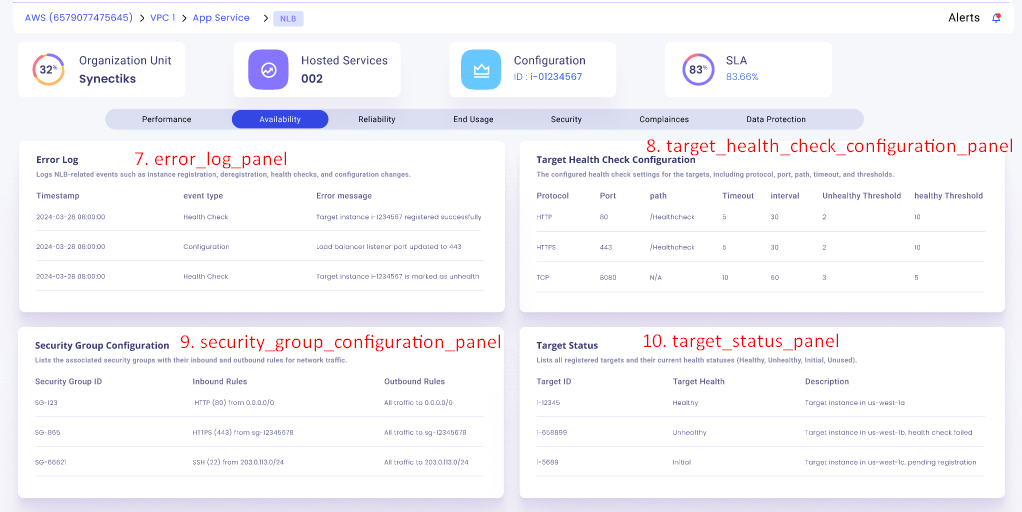 AWS (6579077475645) > VPC 1 > App Service > NLB
Alerts
32%
Organization Unit
Synectiks
Hosted Services
002
Configuration
ID : i-01234567
83%
SLA
83.66%
Performance Availability Reliability End Usage Security Complainces Data Protection
Error Log
7. error_log_panel
Logs NLB-related events such as instance registration, deregistration, health checks, and configuration changes.
Timestamp event type Error message
2024-03-28 08:00:00 Health Check Target instance i-1234567 registered successfully
2024-03-28 08:00:00 Configuration Load balancer listener port updated to 443
2024-03-28 08:00:00 Health Check Target instance i-1234567 is marked as unhealth
8. target_health_check_configuration_panel
Target Health Check Configuration
The configured health check settings for the targets, including protocol, port, path, timeout, and thresholds.
Protocol Port path Timeout interval Unhealthy Threshold healthy Threshold
HTTP 80 /Healthcheck 5 30 2 10
HTTPS 443 /Healthcheck 5 30 2 10
TCP 8080 N/A 10 60 3 5
Security Group Configuration
9. security_group_configuration_panel
Lists the associated security groups with their inbound and outbound rules for network traffic.
Security Group ID Inbound Rules Outbound Rules
SG-123 HTTP (80) from 0.0.0.0/0 All traffic to 0.0.0.0/0
SG-865 HTTPS (443) from sg-12345678 All traffic to sg-12345678
SG-66621 SSH (22) from 203.0.113.0/24 All traffic to 203.0.113.0/24
10. target_status_panel
Target Status
Lists all registered targets and their current health statuses (Healthy, Unhealthy, Initial, Unused).
Target ID Target Health Description
i-12345 Healthy Target instance in us-west-1a
i-658899 Unhealthy Target instance in us-west-1b, health check failed
i-5689 Initial Target instance in us-west-1c, pending registration